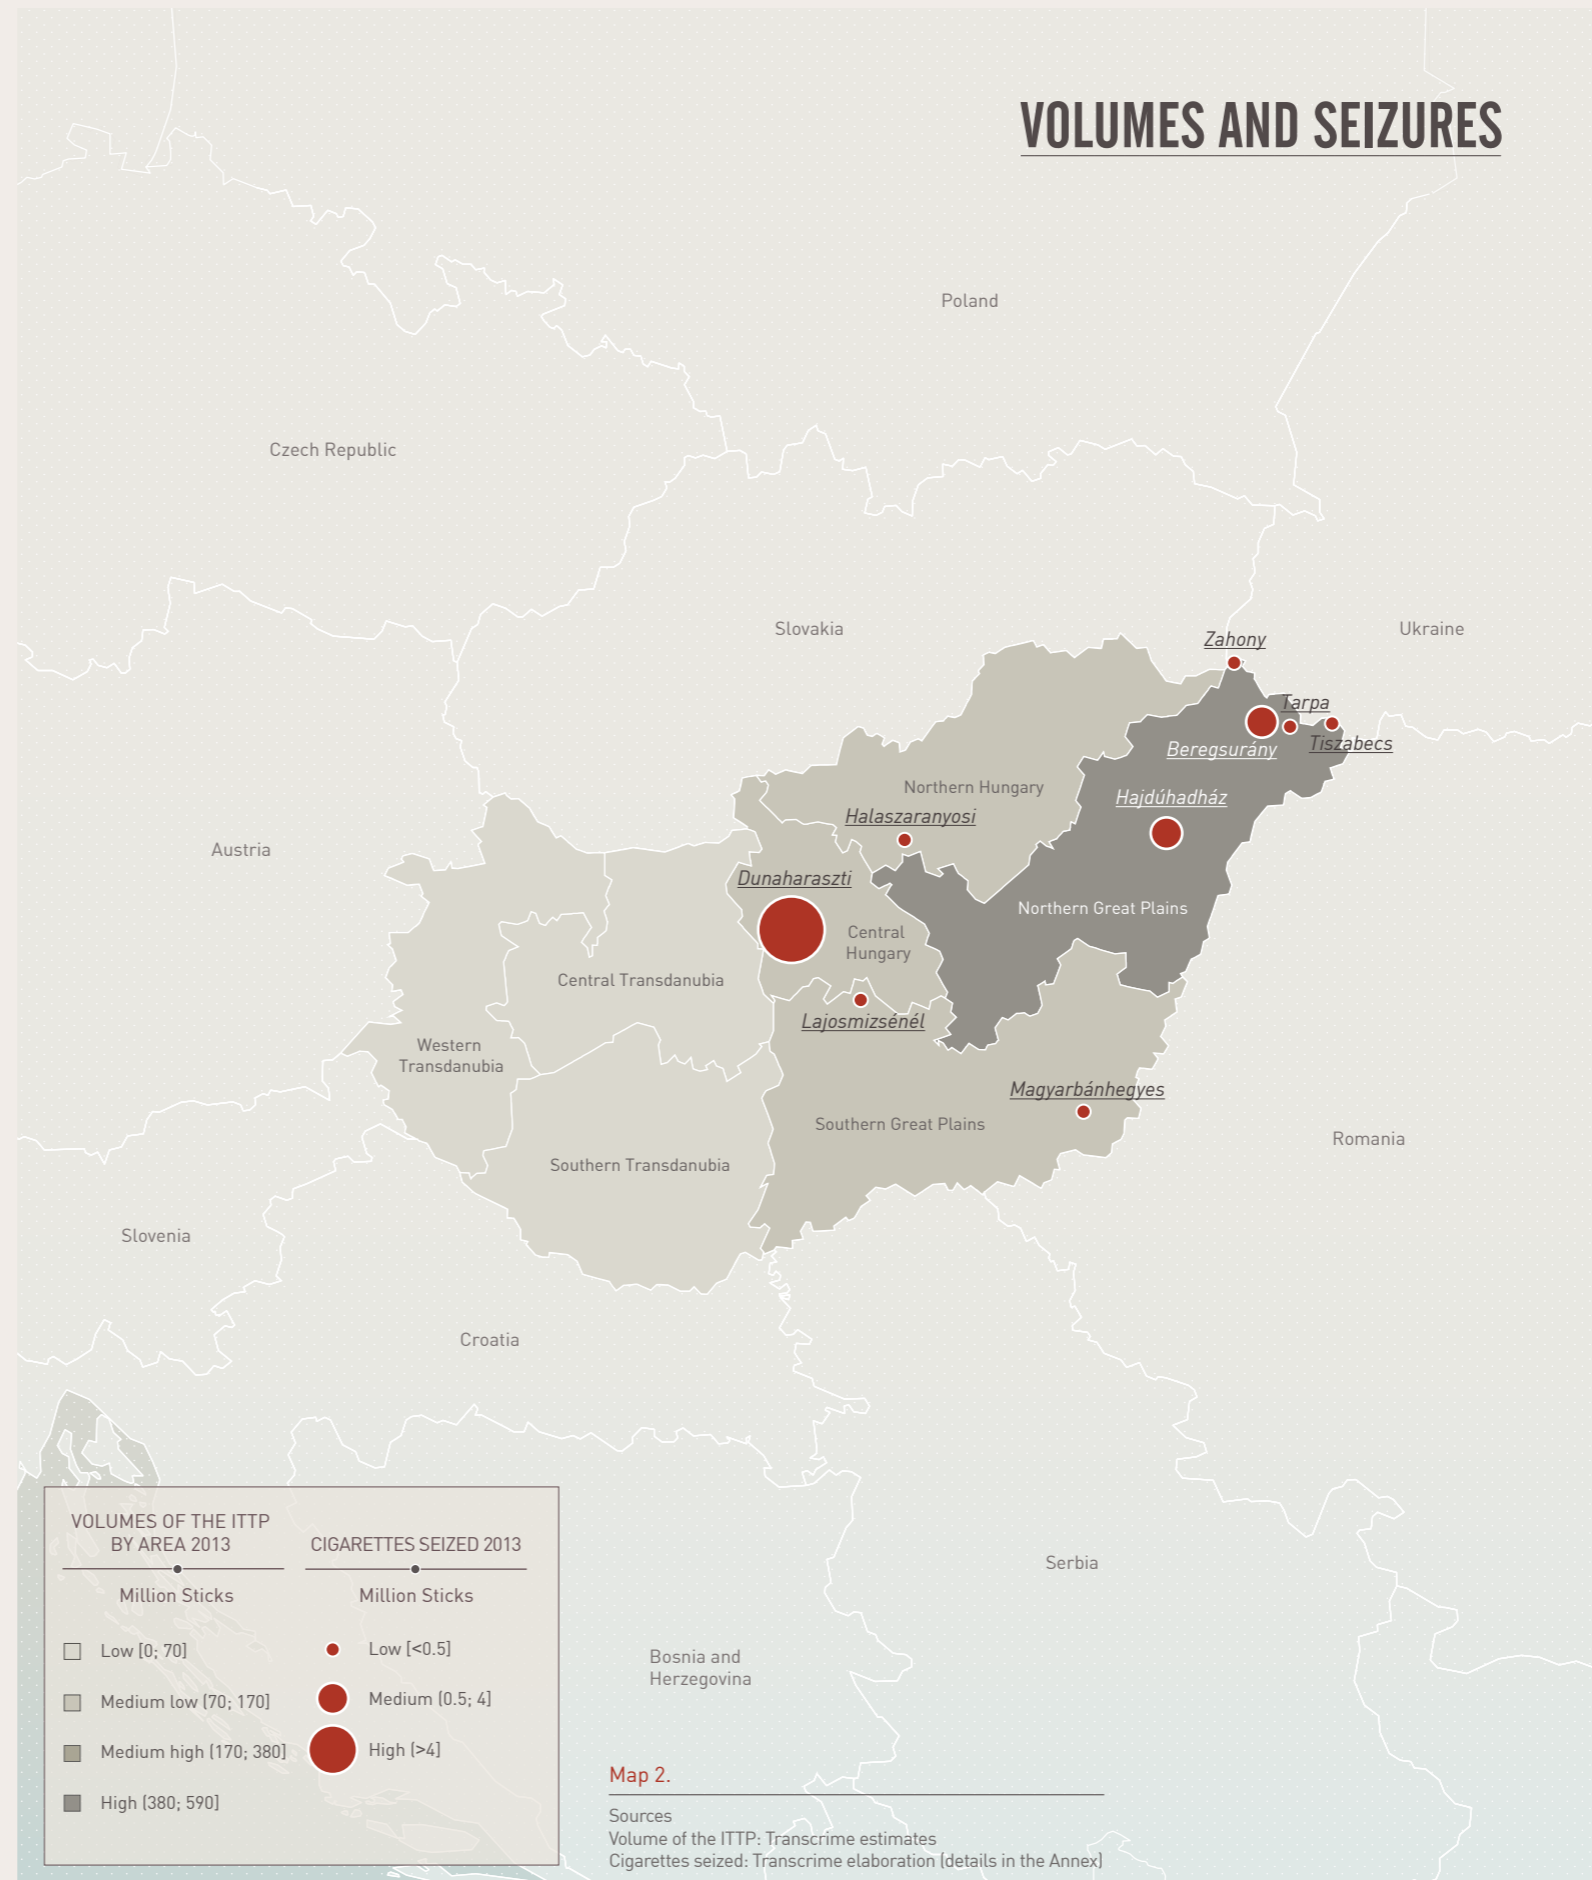 VOLUMES AND SEIZURES
Poland
Czech Republic
Slovakia
Ukraine
Zahony
Tarpa
Tiszabecs
Beregsurány
Northern Hungary
Hajdúhadház
Halaszaranyosi
Austria
Dunaharaszti
Northern Great Plains
Central
Hungary
Central Transdanubia
Lajosmizsénél
Western
Transdanubia
Magyarbánhegyes
Southern Great Plains
Romania
Southern Transdanubia
Slovenia
Croatia
VOLUMES OF THE ITTP
BY AREA 2013
Million Sticks
Low [0; 70]
Medium low (70; 170]
Medium high (170; 380]
High (380; 590]
CIGARETTES SEIZED 2013
Million Sticks
Low [<0.5]
Medium (0.5; 4]
High (>4]
Serbia
Bosnia and
Herzegovina
Map 2.
Sources
Volume of the ITTP: Transcrime estimates
Cigarettes seized: Transcrime elaboration (details in the Annex)